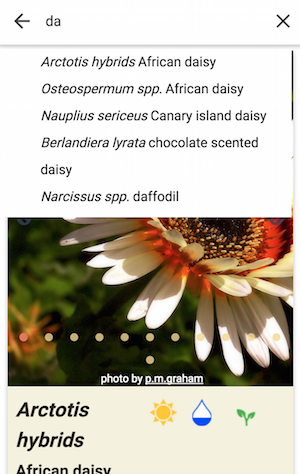 da
Arctotis hybrids African daisy
Osteospermum spp. African daisy
Nauplius sericeus Canary island daisy
Berlandiera lyrata chocolate scented
daisy
Narcissus spp. daffodil
photo by p.m.graham
Arctotis
hybrids
African daisy